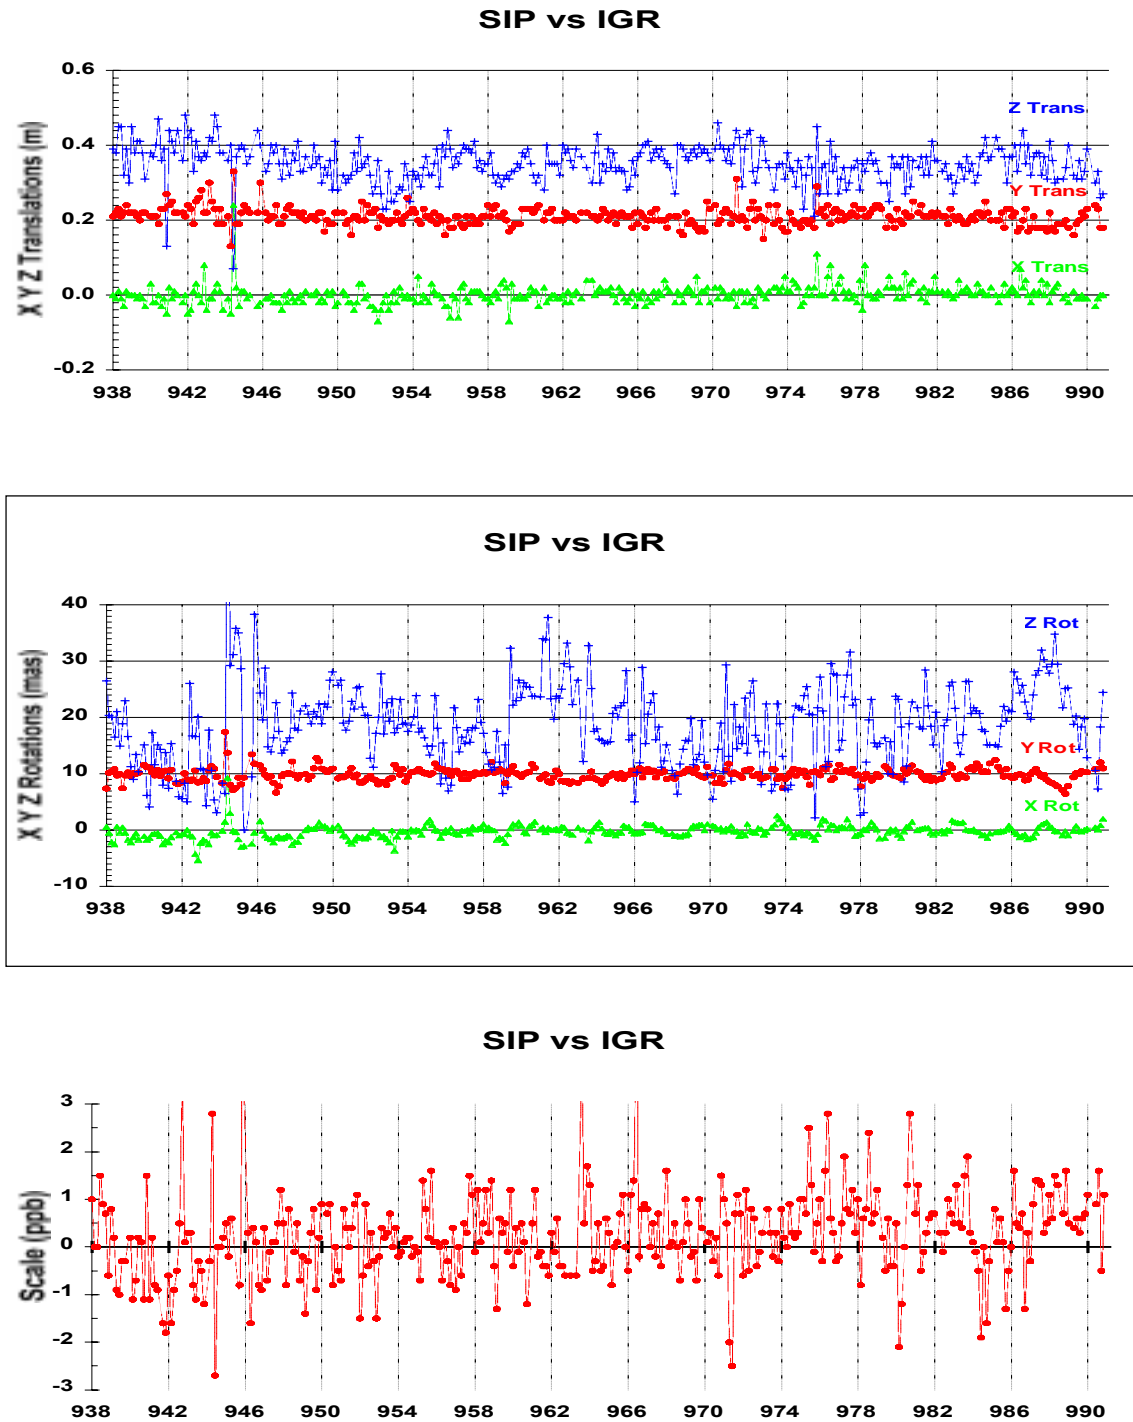 SIP vs IGR
X Y Z Translations (m)
0.6
Z Trans
0.4
Y Trans
0.2
X Trans
0.0
-0.2
938 942 946 950 954 958 962 966 970 974 978 982 986 990
SIP vs IGR
X Y Z Rotations (mas)
40
Z Rot
30
20
Y Rot
10
X Rot
0
-10
938 942 946 950 954 958 962 966 970 974 978 982 986 990
SIP vs IGR
Scale (ppb)
3
2
1
0
-1
-2
-3
938 942 946 950 954 958 962 966 970 974 978 982 986 990